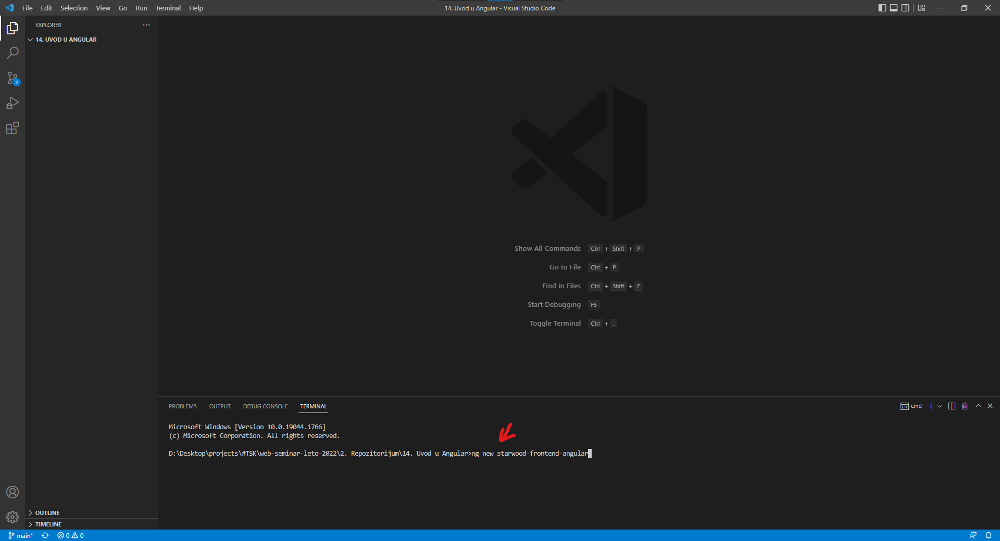 File Edit Selection View Go Run Terminal Help
14. Uvod u Angular - Visual Studio Code
EXPLORER
14. UVOD U ANGULAR
2
Show All Commands Ctrl + Shift + P
Go to File Ctrl + P
Find in Files Ctrl + Shift + F
Start Debugging F5
Toggle Terminal Ctrl + .
PROBLEMS OUTPUT DEBUG CONSOLE TERMINAL
cmd
Microsoft Windows [Version 10.0.19044.1766]
(c) Microsoft Corporation. All rights reserved.
D:\Desktop\projects\#TSK\web-seminar-leto-2022\2. Repozitorijum\14. Uvod u Angular>ng new starwood-frontend-angular
OUTLINE
TIMELINE
main* 0 0